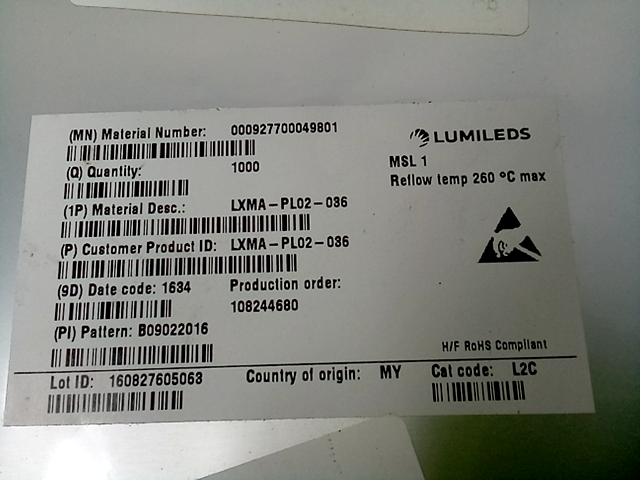 (MN) Material Number: 000927700049801
LUMILEDS
(Q) Quantity: 1000
MSL 1
Reflow temp 260 °C max
(1P) Material Desc.: LXMA-PL02-036
(P) Customer Product ID: LXMA-PL02-036
(9D) Date code: 1634 Production order:
108244680
(PI) Pattern: B09022016
H/F RoHS Compliant
Lot ID: 160827605063 Country of origin: MY Cat code: L2C